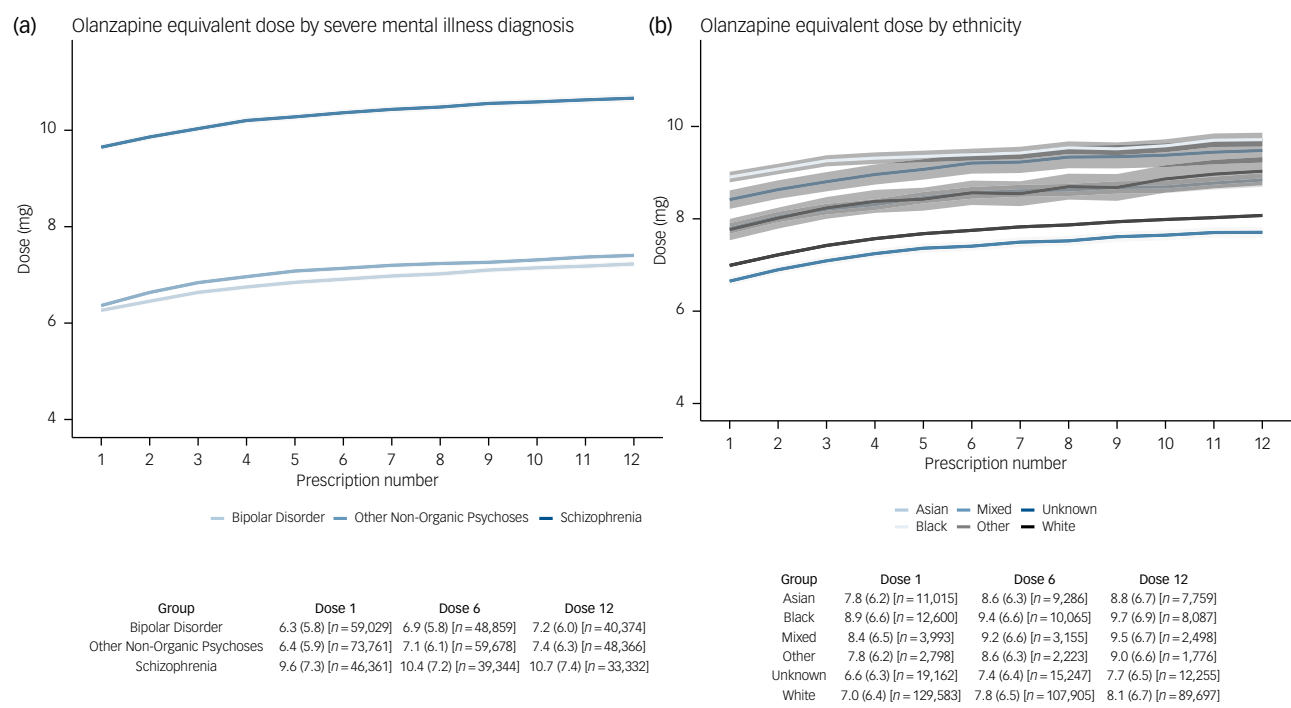 (a) Olanzapine equivalent dose by severe mental illness diagnosis
10
8
6
4
Dose (mg)
1 2 3 4 5 6 7 8 9 10 11 12
Prescription number
Bipolar Disorder Other Non-Organic Psychoses Schizophrenia
Group Dose 1 Dose 6 Dose 12
Bipolar Disorder 6.3 (5.8) [n=59,029] 6.9 (5.8) [n=48,859] 7.2 (6.0) [n=40,374]
Other Non-Organic Psychoses 6.4 (5.9) [n=73,761] 7.1 (6.1) [n=59,678] 7.4 (6.3) [n=48,366]
Schizophrenia 9.6 (7.3) [n=46,361] 10.4 (7.2) [n=39,344] 10.7 (7.4) [n=33,332]
(b) Olanzapine equivalent dose by ethnicity
10
8
6
4
Dose (mg)
1 2 3 4 5 6 7 8 9 10 11 12
Prescription number
Asian Mixed Unknown
Black Other White
Group Dose 1 Dose 6 Dose 12
Asian 7.8 (6.2) [n=11,015] 8.6 (6.3) [n=9,286] 8.8 (6.7) [n=7,759]
Black 8.9 (6.6) [n=12,600] 9.4 (6.6) [n=10,065] 9.7 (6.9) [n=8,087]
Mixed 8.4 (6.5) [n=3,993] 9.2 (6.6) [n=3,155] 9.5 (6.7) [n=2,498]
Other 7.8 (6.2) [n=2,798] 8.6 (6.3) [n=2,223] 9.0 (6.6) [n=1,776]
Unknown 6.6 (6.3) [n=19,162] 7.4 (6.4) [n=15,247] 7.7 (6.5) [n=12,255]
White 7.0 (6.4) [n=129,583] 7.8 (6.5) [n=107,905] 8.1 (6.7) [n=89,697]